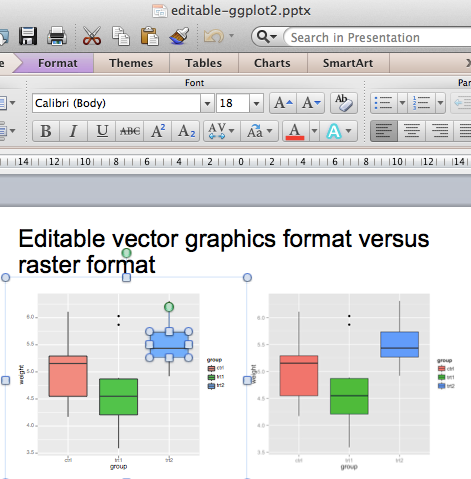 editable-ggplot2.pptx
Search in Presentation
Format Themes Tables Charts SmartArt
Font
Calibri (Body) 18 A A Ab
B I U ABC A² A₂ AV Aa A A
14 12 10 8 6 4 2 0 2 4 6 8 10 12 14
Editable vector graphics format versus
raster format
weight
6.0
5.5
5.0
4.5
4.0
3.5
ctrl trt1 trt2
group
group
ctrl
trt1
trt2
weight
6.0
5.5
5.0
4.5
4.0
3.5
ctrl trt1 trt2
group
group
ctrl
trt1
trt2